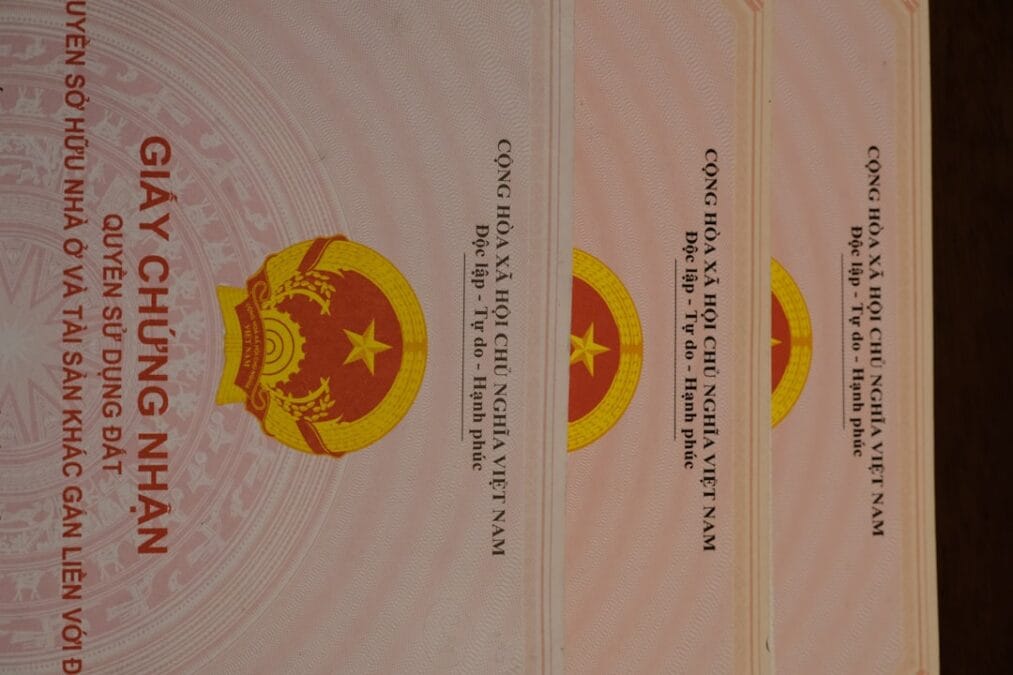 CỘNG HÒA XÃ HỘI CHỦ NGHĨA VIỆT NAM
Độc lập - Tự do - Hạnh phúc
CỘNG HÒA XÃ HỘI CHỦ NGHĨA VIỆT NAM
Độc lập - Tự do - Hạnh phúc
CỘNG HÒA XÃ HỘI CHỦ NGHĨA VIỆT NAM
Độc lập - Tự do - Hạnh phúc
VIỆT NAM
GIẤY CHỨNG NHẬN
QUYỀN SỬ DỤNG ĐẤT
UYỀN SỞ HỮU NHÀ Ở VÀ TÀI SẢN KHÁC GẮN LIỀN VỚI Đ